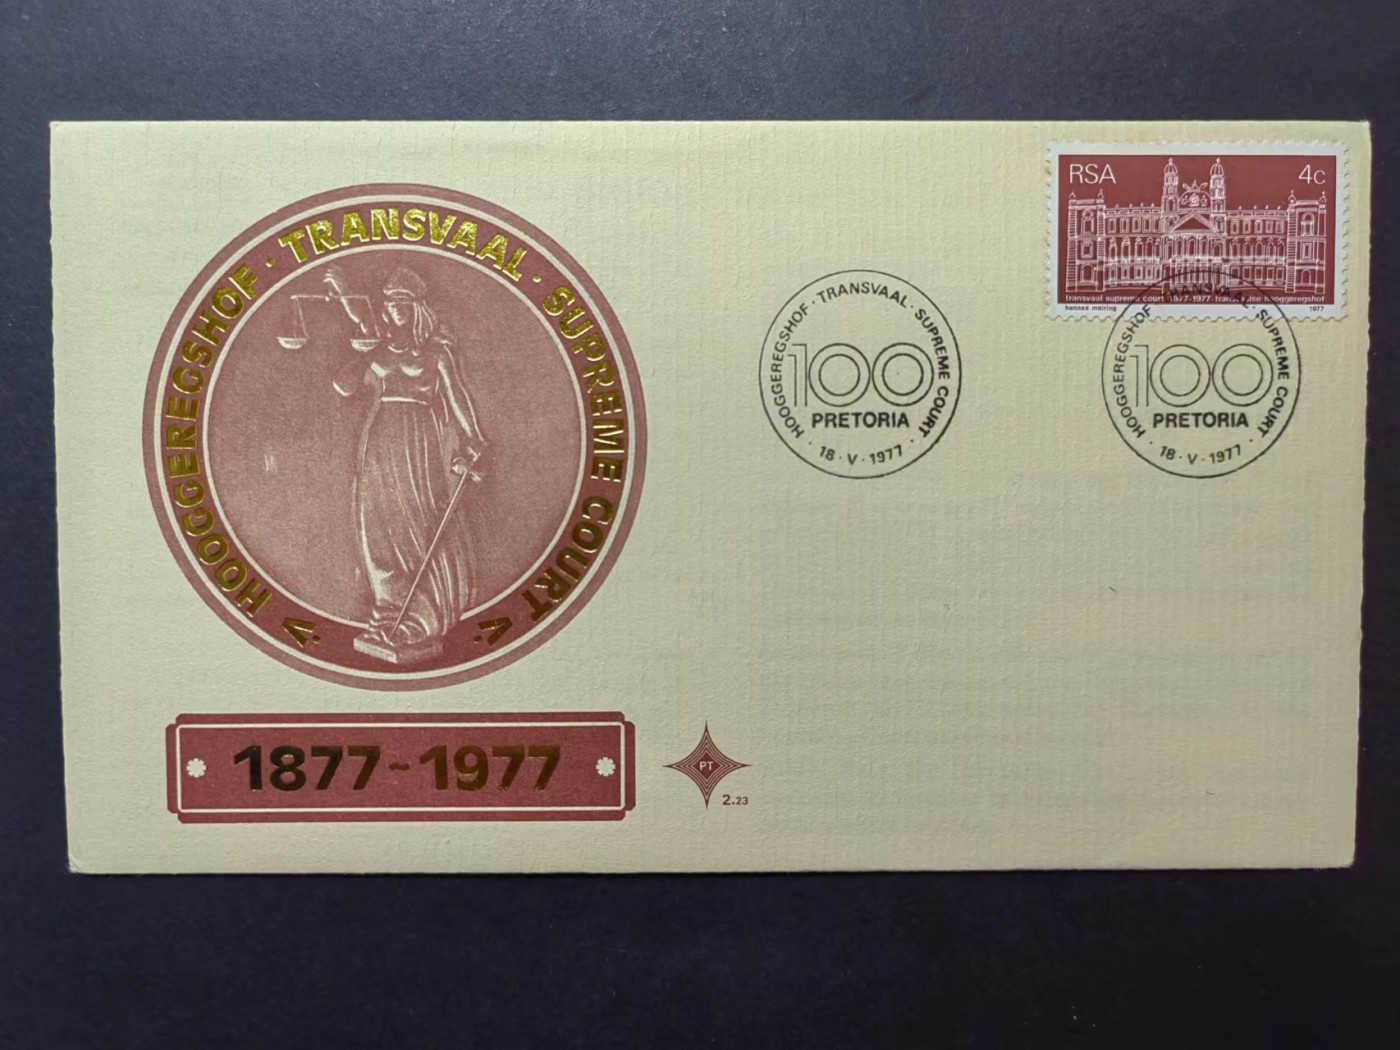 HOOGGEREGSHOF · TRANSVAAL · SUPREME COURT
1877~1977
PT
2.23
HOOGGEREGSHOF · TRANSVAAL · SUPREME COURT
100
PRETORIA
· 18 · V · 1977 ·
RSA 4c
transvaal supreme court 1877-1977 hooggeregshof
hannes meiring 1977
HOOGGEREGSHOF · TRANSVAAL · SUPREME COURT
100
PRETORIA
· 18 · V · 1977 ·